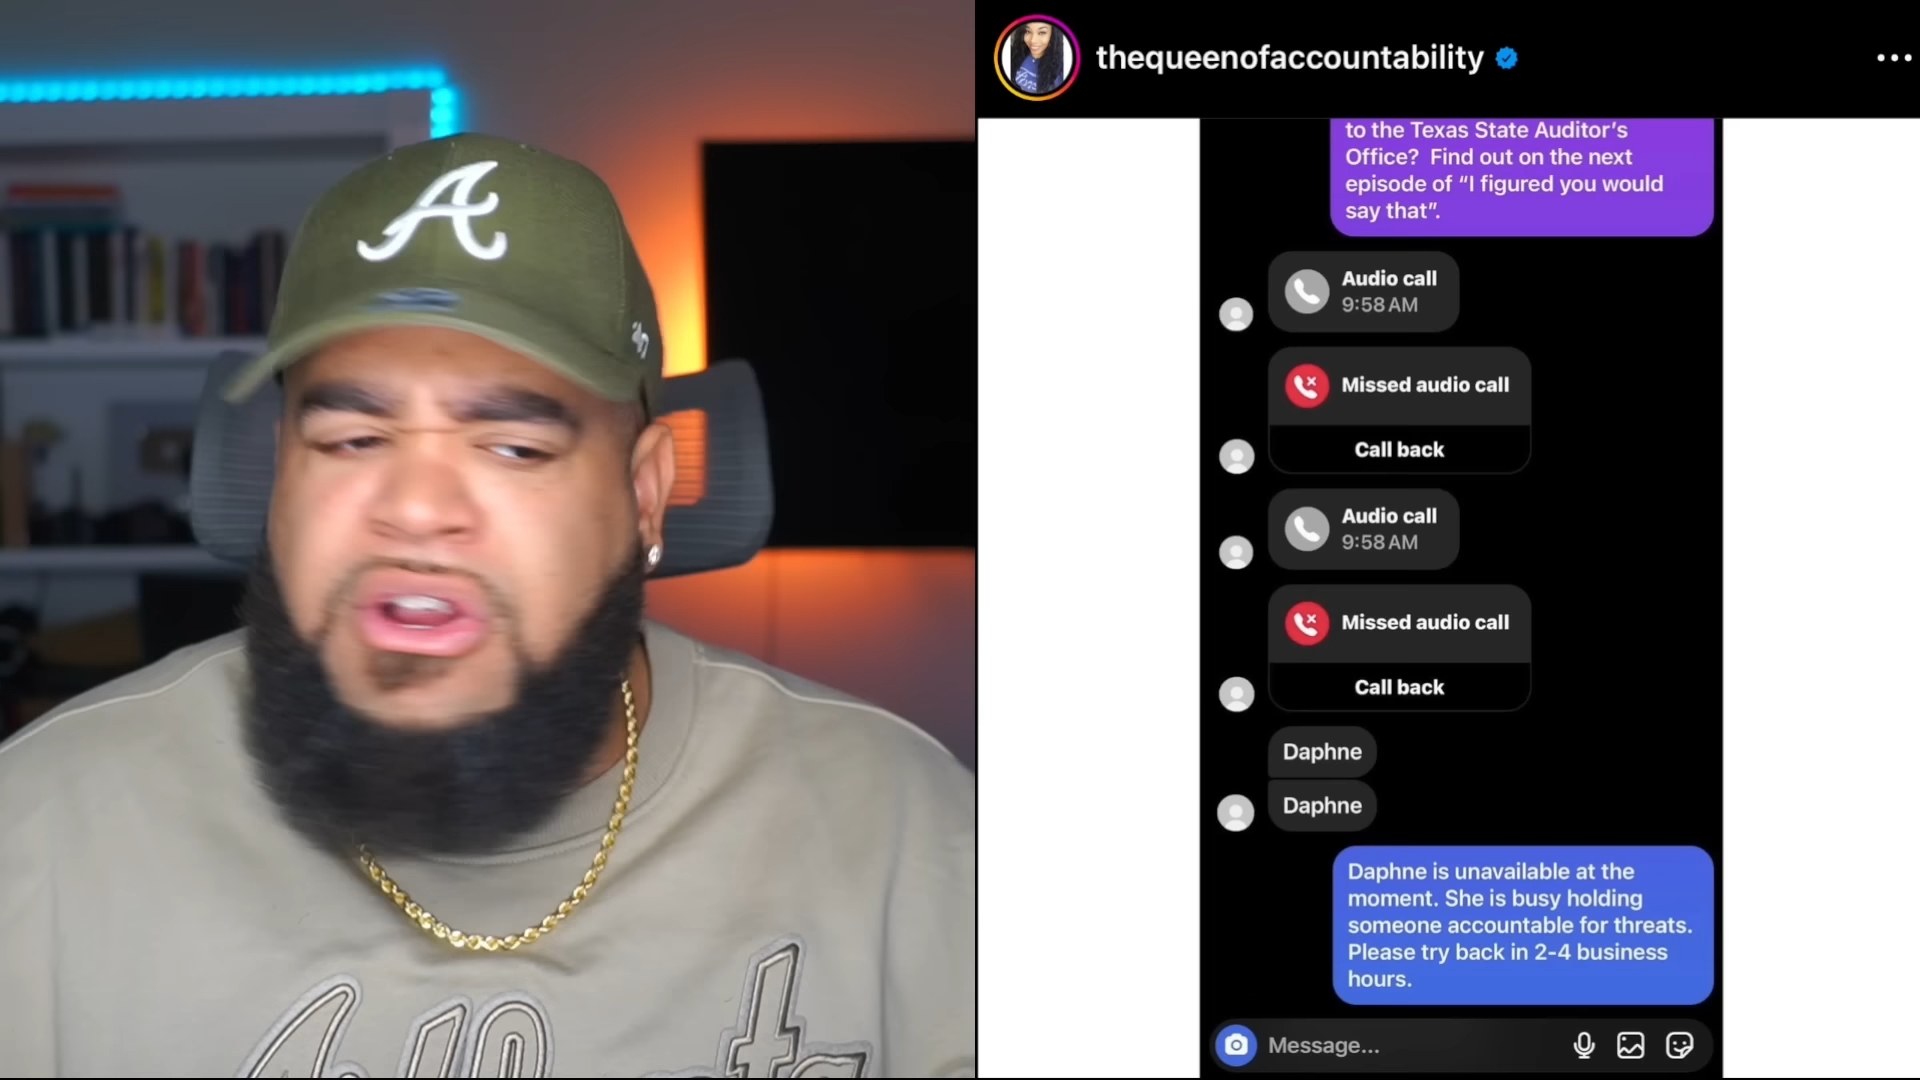 A
47
Atlanta
thequeenofaccountability
to the Texas State Auditor's
Office? Find out on the next
episode of “I figured you would
say that”.
Audio call
9:58 AM
Missed audio call
Call back
Audio call
9:58 AM
Missed audio call
Call back
Daphne
Daphne
Daphne is unavailable at the
moment. She is busy holding
someone accountable for threats.
Please try back in 2-4 business
hours.
Message...